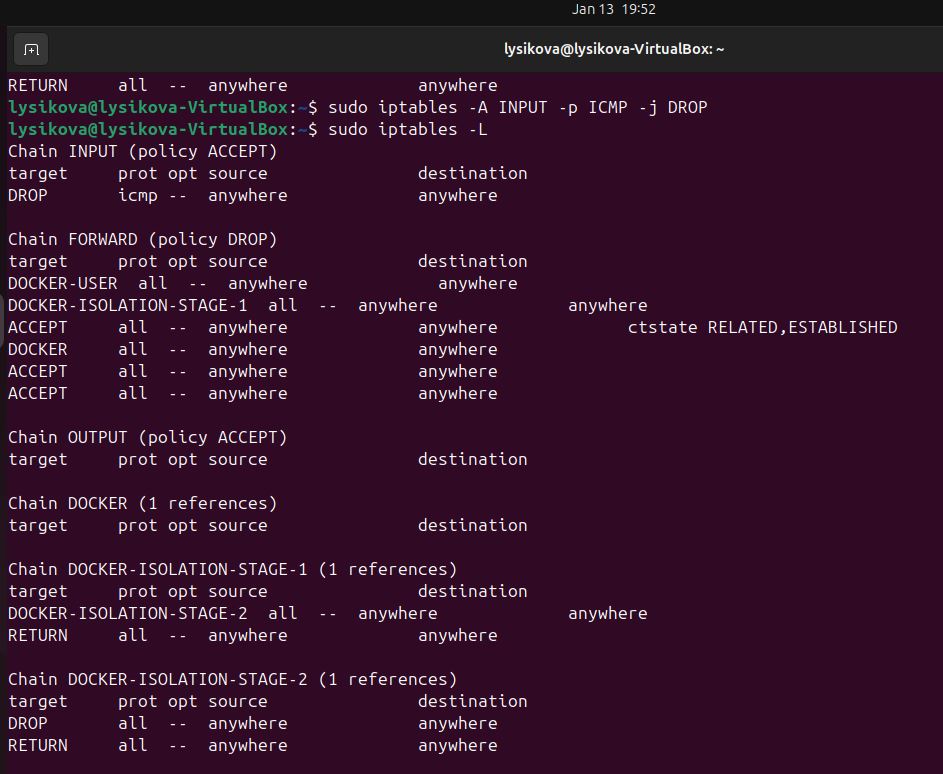 Jan 13 19:52
lysikova@lysikova-VirtualBox: ~
RETURN     all  --  anywhere             anywhere
lysikova@lysikova-VirtualBox:~$ sudo iptables -A INPUT -p ICMP -j DROP
lysikova@lysikova-VirtualBox:~$ sudo iptables -L
Chain INPUT (policy ACCEPT)
target     prot opt source               destination
DROP       icmp --  anywhere             anywhere

Chain FORWARD (policy DROP)
target     prot opt source               destination
DOCKER-USER  all  --  anywhere             anywhere
DOCKER-ISOLATION-STAGE-1  all  --  anywhere             anywhere
ACCEPT     all  --  anywhere             anywhere             ctstate RELATED,ESTABLISHED
DOCKER     all  --  anywhere             anywhere
ACCEPT     all  --  anywhere             anywhere
ACCEPT     all  --  anywhere             anywhere

Chain OUTPUT (policy ACCEPT)
target     prot opt source               destination

Chain DOCKER (1 references)
target     prot opt source               destination

Chain DOCKER-ISOLATION-STAGE-1 (1 references)
target     prot opt source               destination
DOCKER-ISOLATION-STAGE-2  all  --  anywhere             anywhere
RETURN     all  --  anywhere             anywhere

Chain DOCKER-ISOLATION-STAGE-2 (1 references)
target     prot opt source               destination
DROP       all  --  anywhere             anywhere
RETURN     all  --  anywhere             anywhere